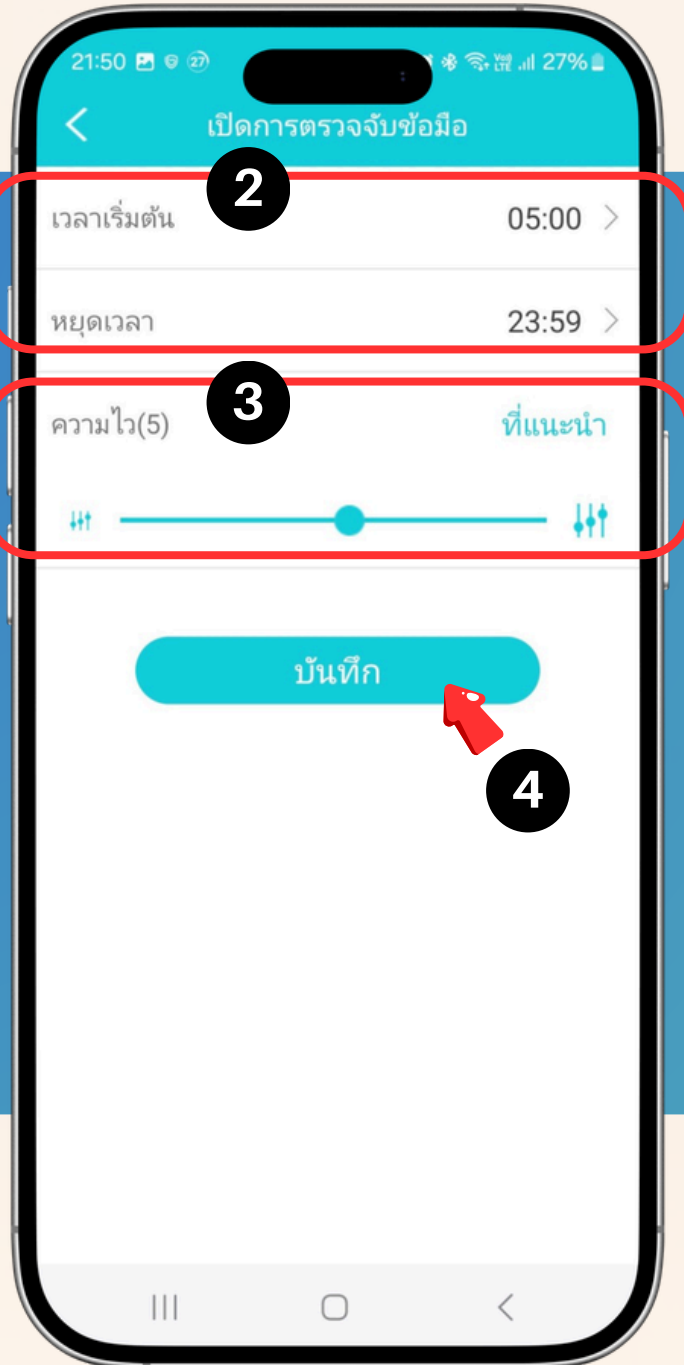 21:50 27 27%
เปิดการตรวจจับข้อมือ
2
เวลาเริ่มต้น 05:00
หยุดเวลา 23:59
3
ความไว(5) ที่แนะนำ
บันทึก
4